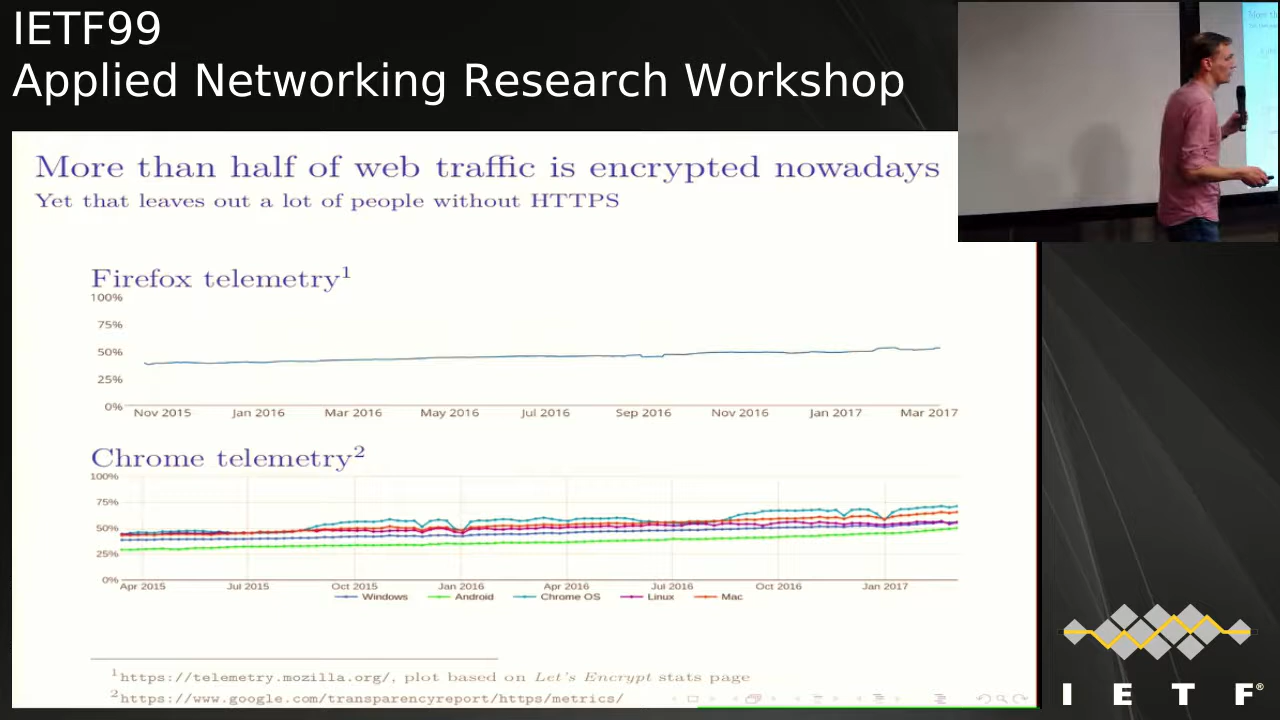 IETF99
Applied Networking Research Workshop
More than half of web traffic is encrypted nowadays
Yet that leaves out a lot of people without HTTPS
Firefox telemetry1
100%
75%
50%
25%
0%
Nov 2015 Jan 2016 Mar 2016 May 2016 Jul 2016 Sep 2016 Nov 2016 Jan 2017 Mar 2017
Chrome telemetry2
100%
75%
50%
25%
0%
Apr 2015 Jul 2015 Oct 2015 Jan 2016 Apr 2016 Jul 2016 Oct 2016 Jan 2017
Windows Android Chrome OS Linux Mac
1https://telemetry.mozilla.org/, plot based on Let's Encrypt stats page
2https://www.google.com/transparencyreport/https/metrics/
I E T F®